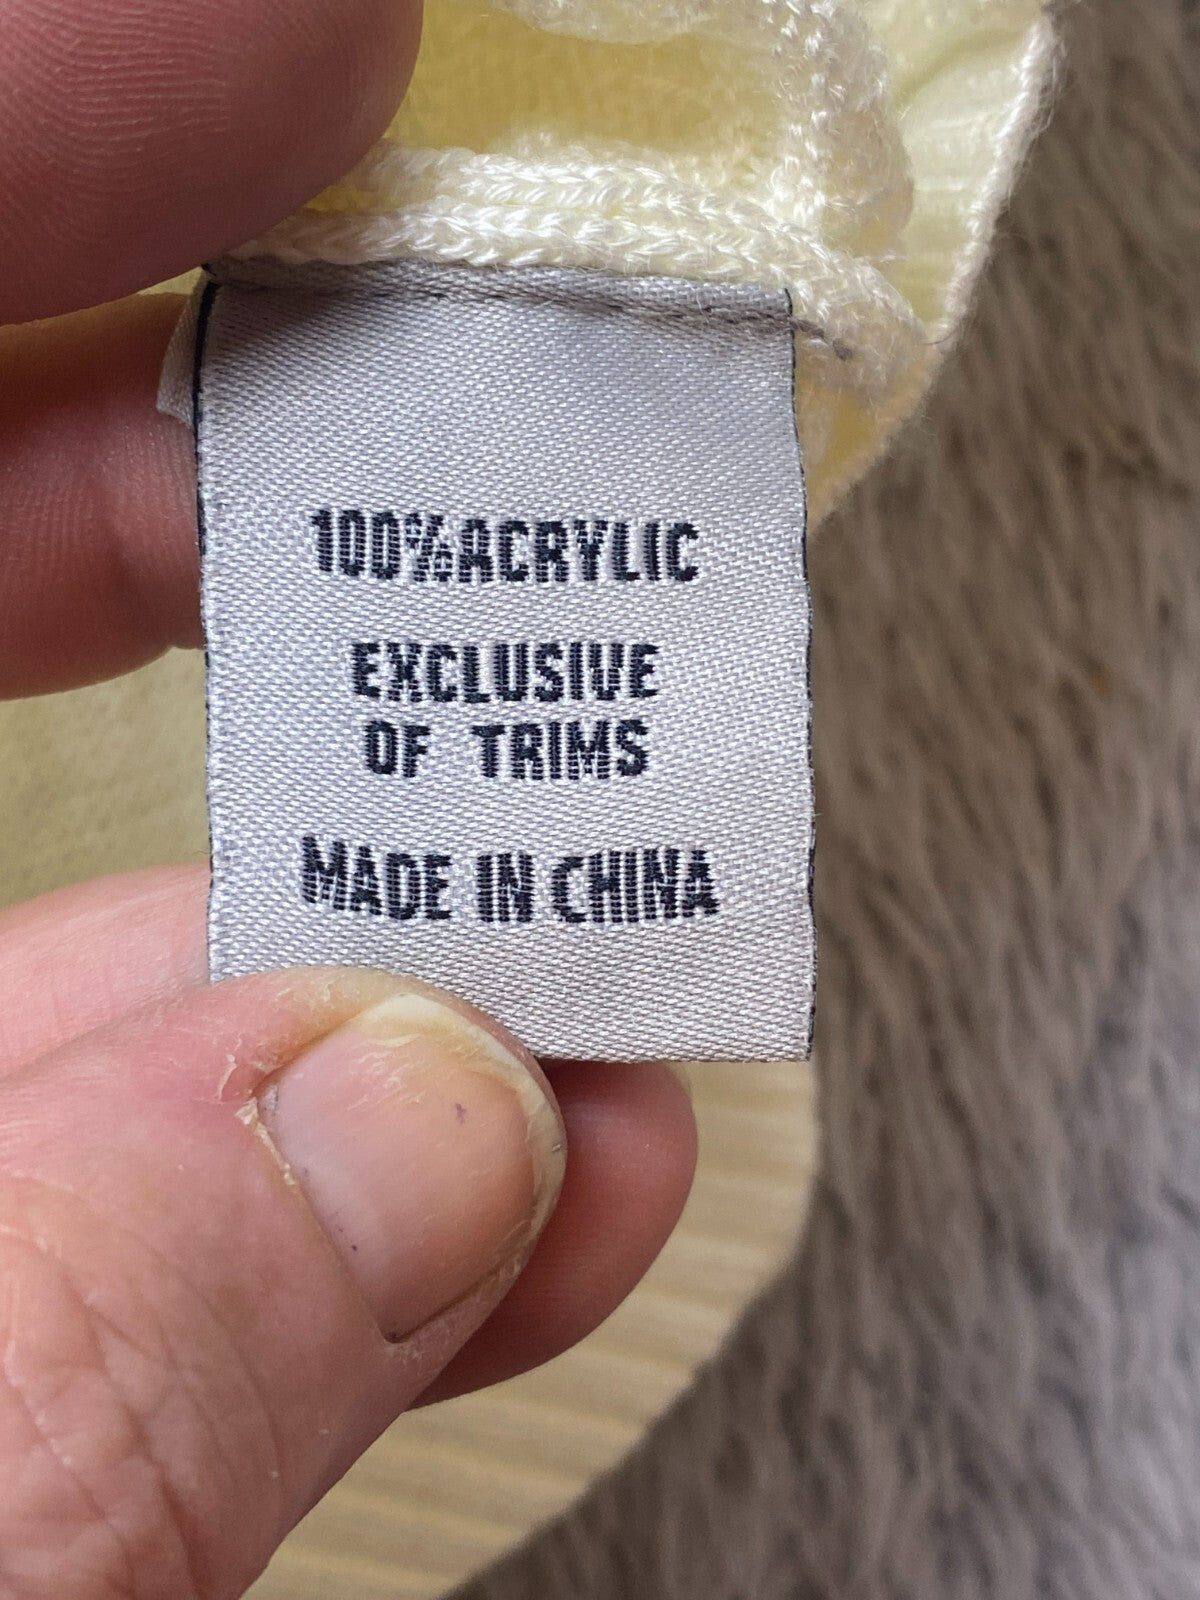 100%ACRYLIC
EXCLUSIVE
OF TRIMS
MADE IN CHINA